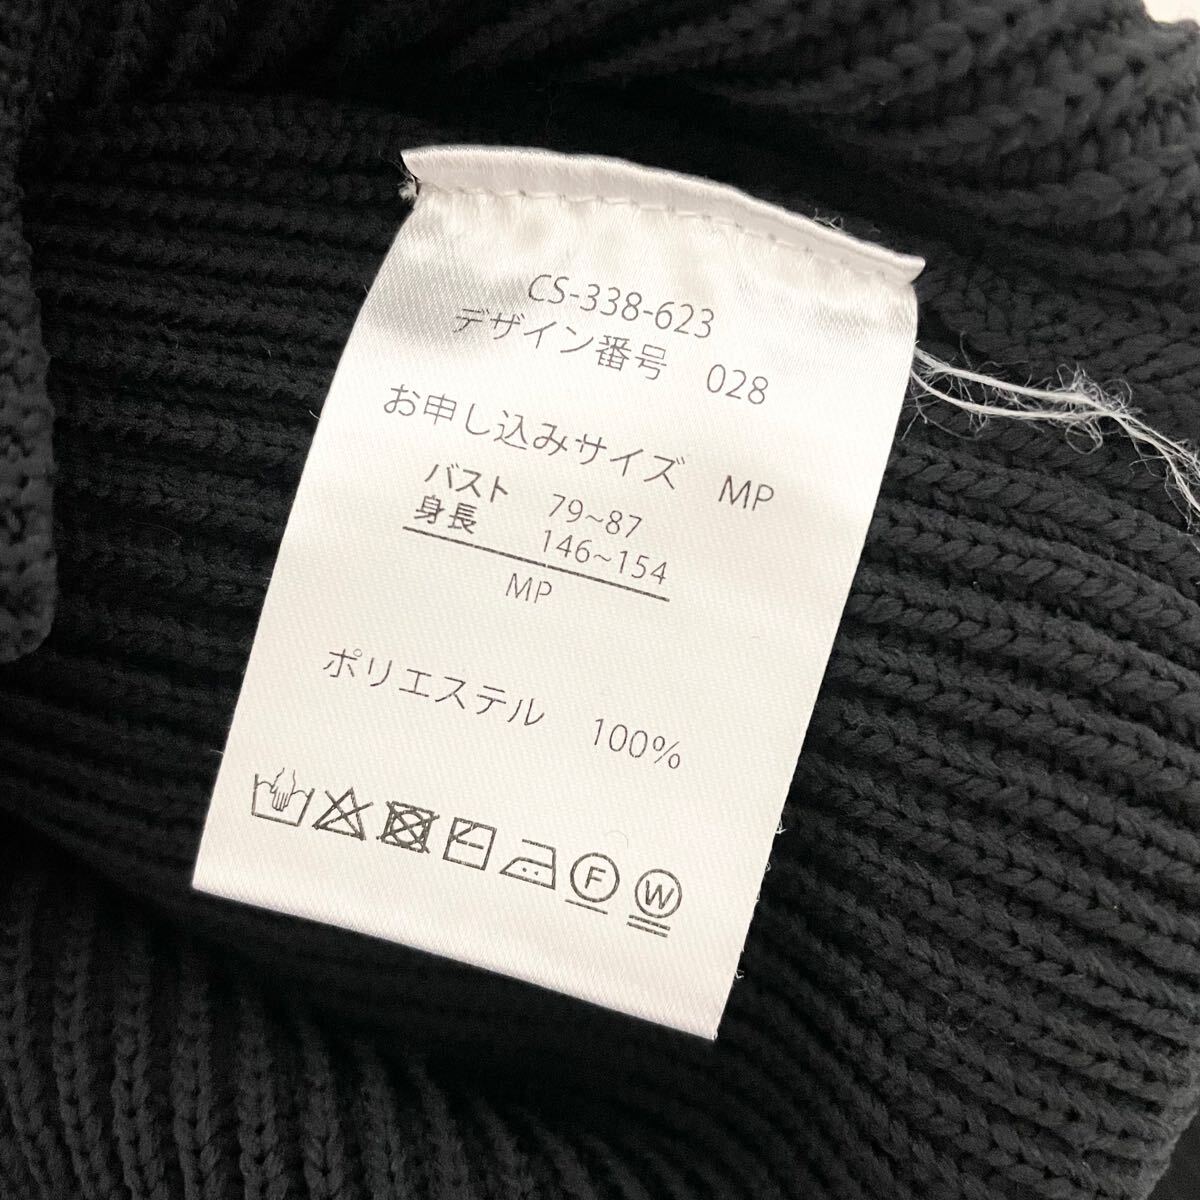 CS-338-623
デザイン番号 028
お申し込みサイズ MP
バスト 79~87
身長 146~154
MP
ポリエステル 100%
F W